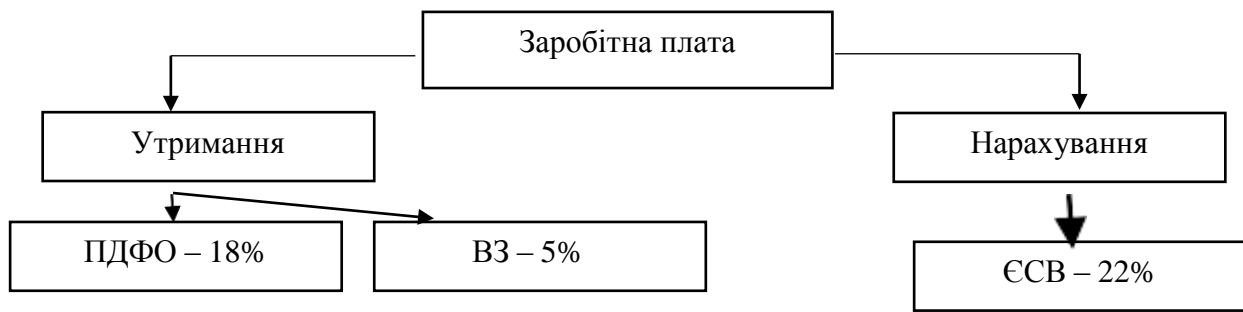 Заробітна плата
Утримання
Нарахування
ПДФО – 18%
ВЗ – 5%
ЄСВ – 22%